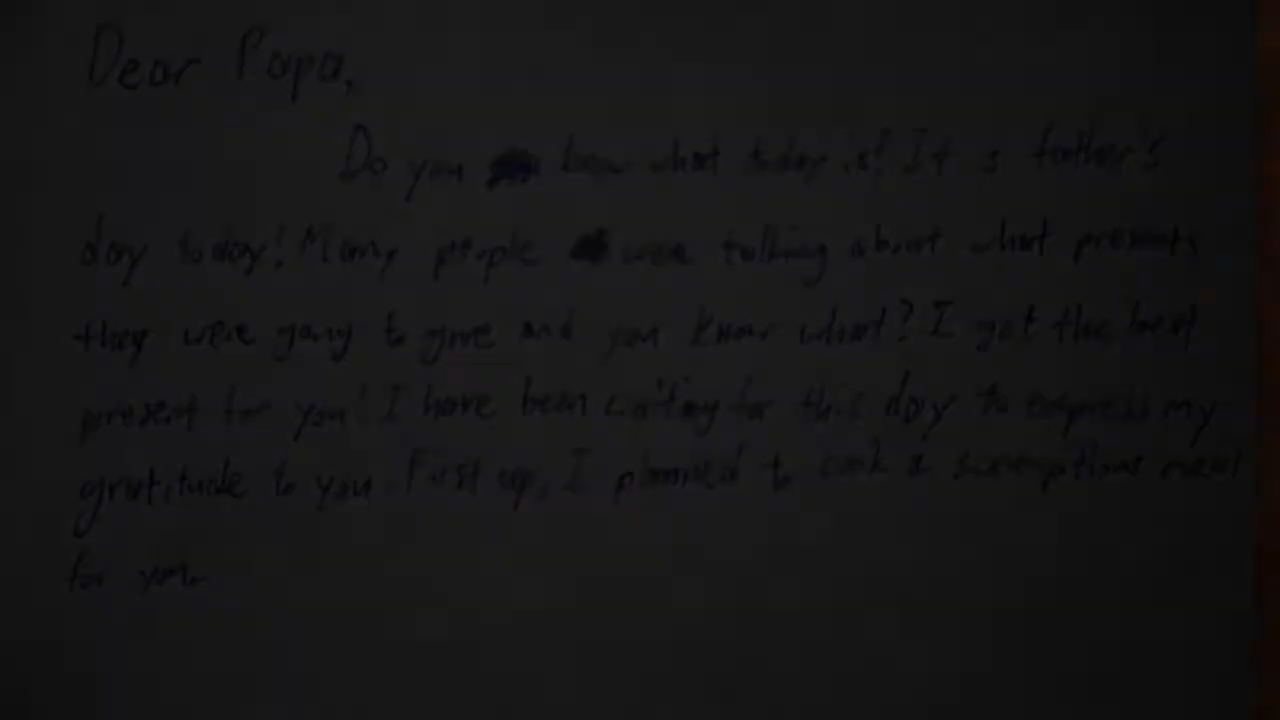 Dear Papa,
Do you know what today is? It is father's
day today! Many people were talking about what presents
they were going to give and you know what? I got the best
present for you! I have been waiting for this day to express my
gratitude to you. First up, I planned to cook a meal
for you.